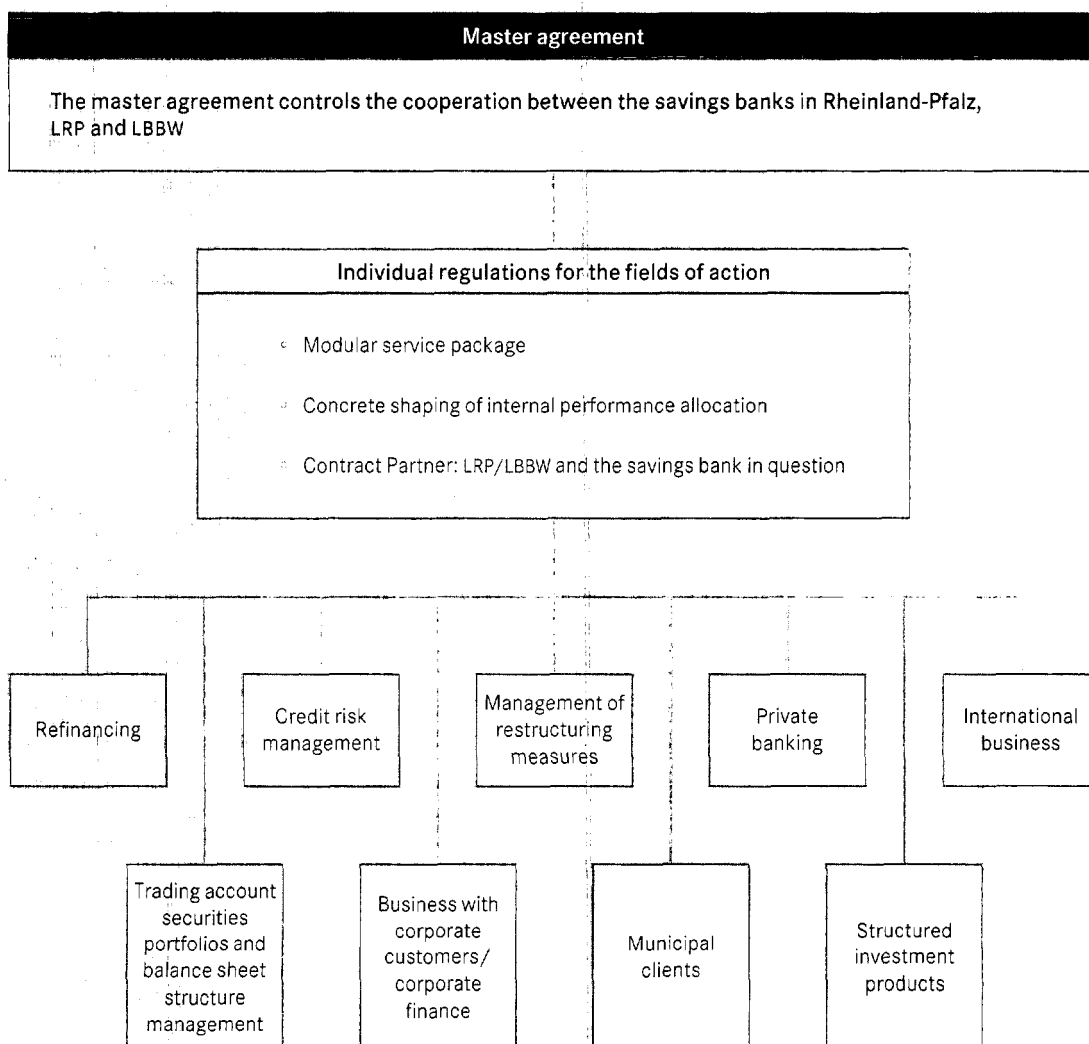 Master agreement
The master agreement controls the cooperation between the savings banks in Rheinland-Pfalz,
LRP and LBBW
Individual regulations for the fields of action
Modular service package
Concrete shaping of internal performance allocation
Contract Partner: LRP/LBBW and the savings bank in question
Refinancing
Credit risk
management
Management of
restructuring
measures
Private
banking
International
business
Trading account
securities
portfolios and
balance sheet
structure
management
Business with
corporate
customers/
corporate
finance
Municipal
clients
Structured
investment
products